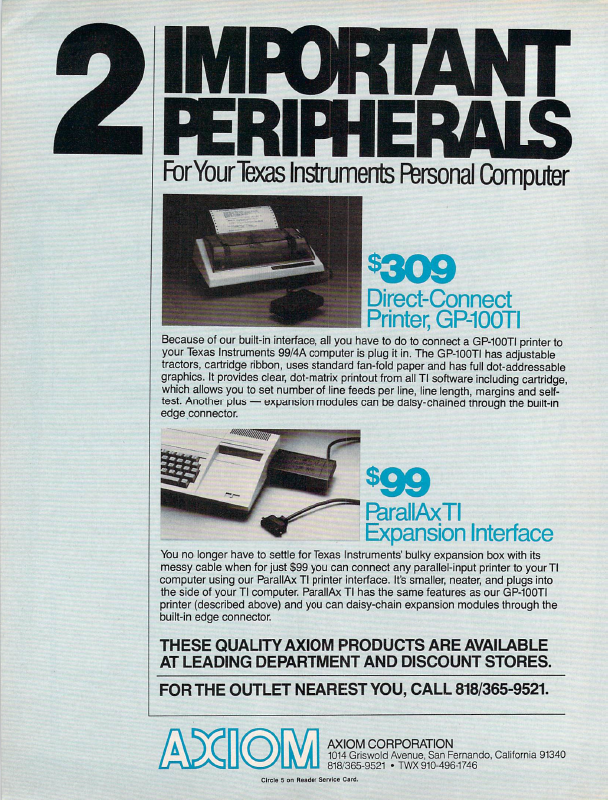 2 IMPORTANT
PERIPHERALS
For Your Texas Instruments Personal Computer
$309
Direct-Connect
Printer, GP-100TI
Because of our built-in interface, all you have to do to connect a GP-100TI printer to
your Texas Instruments 99/4A computer is plug it in. The GP-100TI has adjustable
tractors, cartridge ribbon, uses standard fan-fold paper and has full dot-addressable
graphics. It provides clear, dot-matrix printout from all TI software including cartridge,
which allows you to set number of line feeds per line, line length, margins and self-
test. Another plus — expansion modules can be daisy-chained through the built-in
edge connector.
$99
ParallAx TI
Expansion Interface
You no longer have to settle for Texas Instruments' bulky expansion box with its
messy cable when for just $99 you can connect any parallel-input printer to your TI
computer using our ParallAx TI printer interface. It's smaller, neater, and plugs into
the side of your TI computer. ParallAx TI has the same features as our GP-100TI
printer (described above) and you can daisy-chain expansion modules through the
built-in edge connector.
THESE QUALITY AXIOM PRODUCTS ARE AVAILABLE
AT LEADING DEPARTMENT AND DISCOUNT STORES.
FOR THE OUTLET NEAREST YOU, CALL 818/365-9521.
AXIOM
AXIOM CORPORATION
1014 Griswold Avenue, San Fernando, California 91340
818/365-9521 • TWX 910-496-1746
Circle 5 on Reader Service Card.